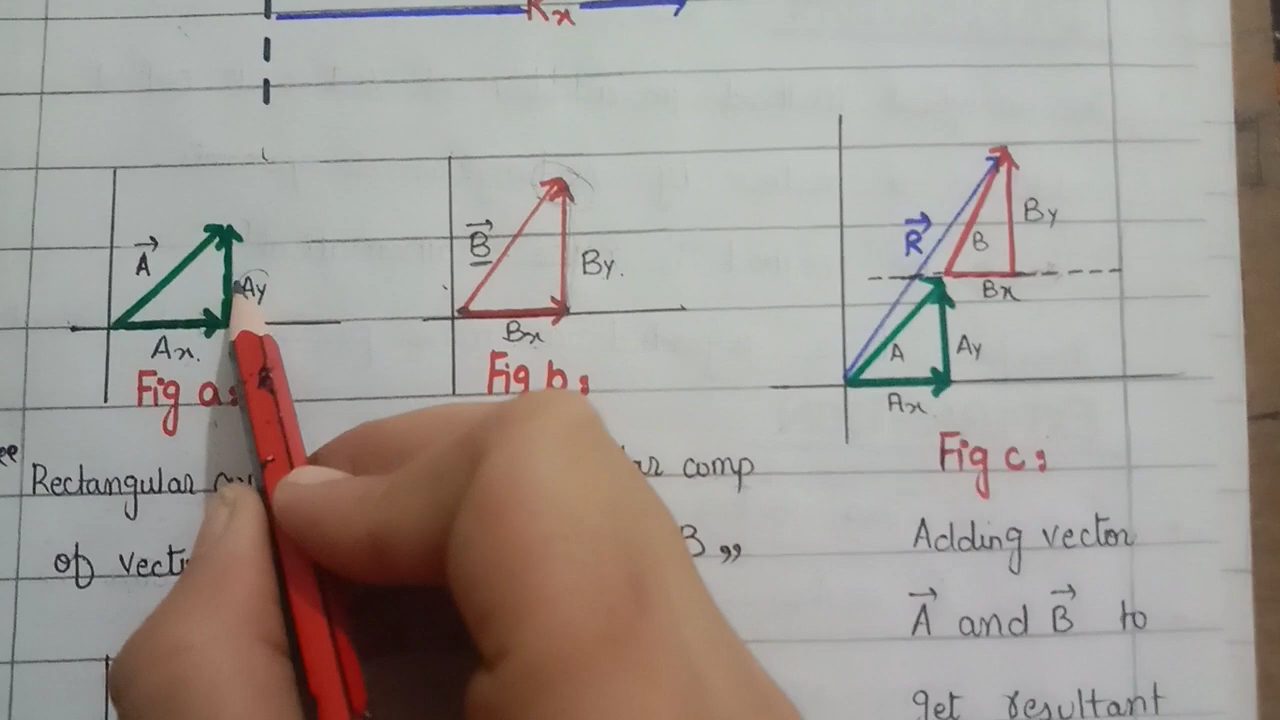 Rx
A
Ay
Ax.
Fig a:
B
By.
Bx
Fig b:
R
B
By
Bx
A
Ay
Ax
Fig c:
Rectangular
comp
of
B „
Adding vector
A and B to
get resultant